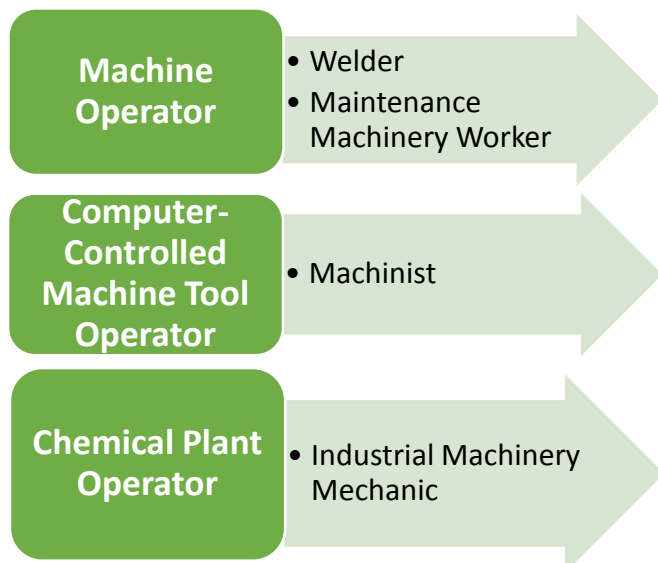 Machine
Operator
• Welder
• Maintenance
Machinery Worker
Computer-
Controlled
Machine Tool
Operator
• Machinist
Chemical Plant
Operator
• Industrial Machinery
Mechanic